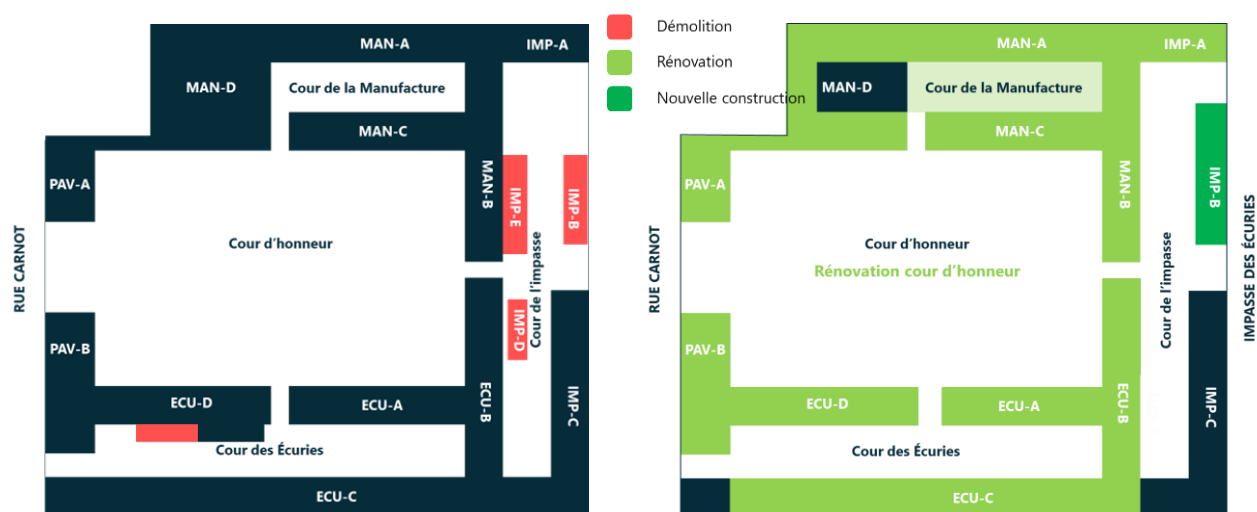 MAN-A
IMP-A
MAN-D
Cour de la Manufacture
MAN-C
PAV-A
MAN-B
IMP-E
IMP-B
Cour d'honneur
RUE CARNOT
Cour de l'impasse
IMP-D
PAV-B
ECU-D
ECU-A
ECU-B
IMP-C
Cour des Écuries
ECU-C
Démolition
Rénovation
Nouvelle construction
MAN-A
IMP-A
MAN-D
Cour de la Manufacture
MAN-C
PAV-A
MAN-B
IMP-B
Cour d'honneur
Rénovation cour d'honneur
RUE CARNOT
Cour de l'impasse
IMPASSE DES ÉCURIES
PAV-B
ECU-D
ECU-A
ECU-B
IMP-C
Cour des Écuries
ECU-C